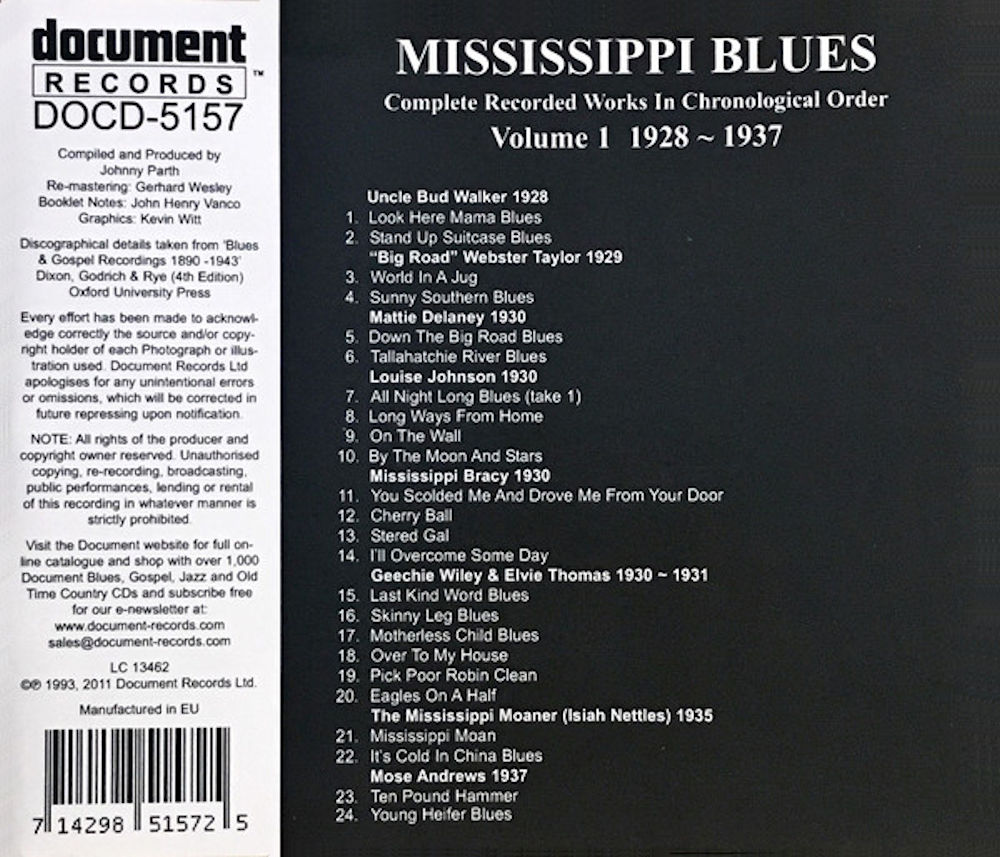 document
RECORDS™
DOCD-5157
Compiled and Produced by
Johnny Parth
Re-mastering: Gerhard Wesley
Booklet Notes: John Henry Vanco
Graphics: Kevin Witt
Discographical details taken from 'Blues
& Gospel Recordings 1890 -1943'
Dixon, Godrich & Rye (4th Edition)
Oxford University Press
Every effort has been made to acknowl-
edge correctly the source and/or copy-
right holder of each Photograph or illus-
tration used. Document Records Ltd
apologises for any unintentional errors
or omissions, which will be corrected in
future repressing upon notification.
NOTE: All rights of the producer and
copyright owner reserved. Unauthorised
copying, re-recording, broadcasting,
public performances, lending or rental
of this recording in whatever manner is
strictly prohibited.
Visit the Document website for full on-
line catalogue and shop with over 1,000
Document Blues, Gospel, Jazz and Old
Time Country CDs and subscribe free
for our e-newsletter at:
www.document-records.com
sales@document-records.com
LC 13462
©℗ 1993, 2011 Document Records Ltd.
Manufactured in EU
7 14298 51572 5
MISSISSIPPI BLUES
Complete Recorded Works In Chronological Order
Volume 1 1928 ~ 1937
Uncle Bud Walker 1928
1. Look Here Mama Blues
2. Stand Up Suitcase Blues
“Big Road” Webster Taylor 1929
3. World In A Jug
4. Sunny Southern Blues
Mattie Delaney 1930
5. Down The Big Road Blues
6. Tallahatchie River Blues
Louise Johnson 1930
7. All Night Long Blues (take 1)
8. Long Ways From Home
9. On The Wall
10. By The Moon And Stars
Mississippi Bracy 1930
11. You Scolded Me And Drove Me From Your Door
12. Cherry Ball
13. Stered Gal
14. I'll Overcome Some Day
Geechie Wiley & Elvie Thomas 1930 ~ 1931
15. Last Kind Word Blues
16. Skinny Leg Blues
17. Motherless Child Blues
18. Over To My House
19. Pick Poor Robin Clean
20. Eagles On A Half
The Mississippi Moaner (Isiah Nettles) 1935
21. Mississippi Moan
22. It's Cold In China Blues
Mose Andrews 1937
23. Ten Pound Hammer
24. Young Heifer Blues